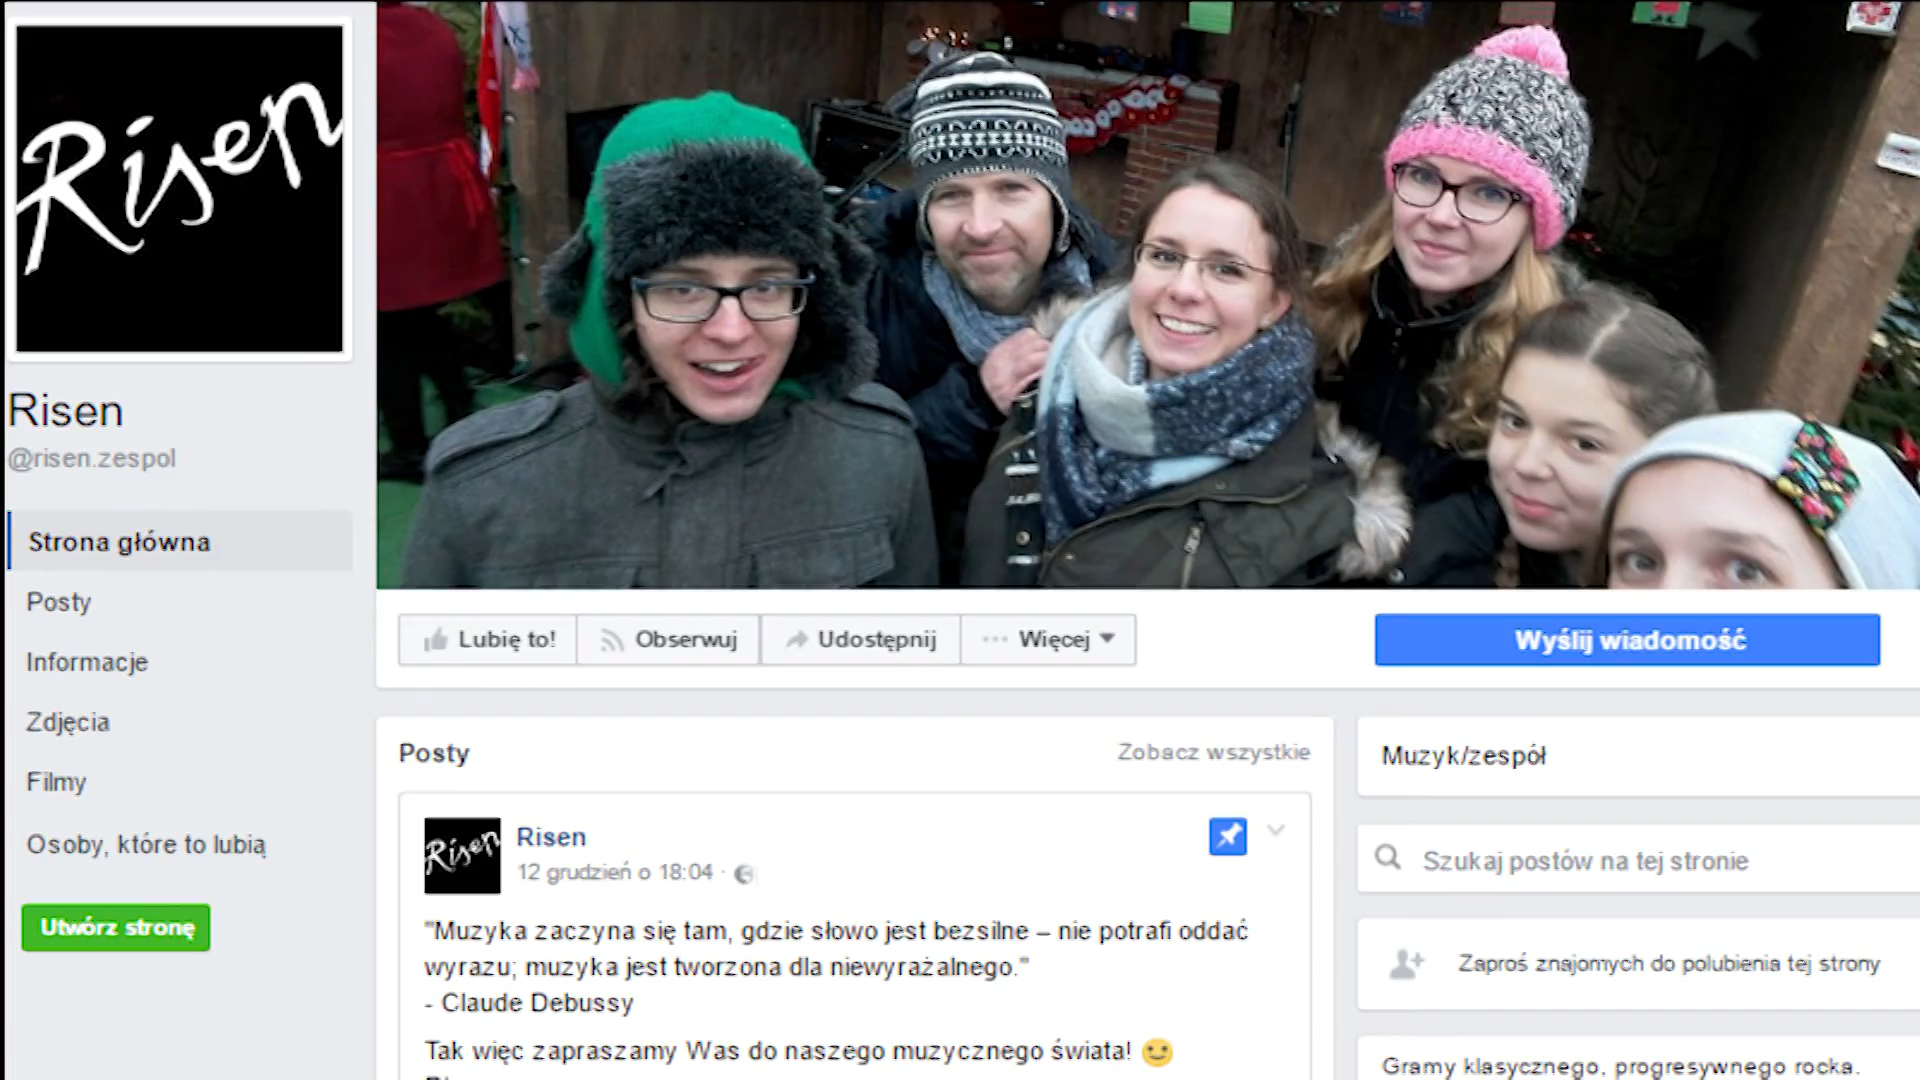 Risen
Risen
@risen.zespol
Strona główna
Posty
Informacje
Zdjęcia
Filmy
Osoby, które to lubią
Utwórz stronę
Lubię to!
Obserwuj
Udostępnij
Więcej
Wyślij wiadomość
Posty
Zobacz wszystkie
Risen
Risen
12 grudzień o 18:04
"Muzyka zaczyna się tam, gdzie słowo jest bezsilne – nie potrafi oddać
wyrazu; muzyka jest tworzona dla niewyrażalnego."
- Claude Debussy
Tak więc zapraszamy Was do naszego muzycznego świata!
Muzyk/zespół
Szukaj postów na tej stronie
Zaproś znajomych do polubienia tej strony
Gramy klasycznego, progresywnego rocka.